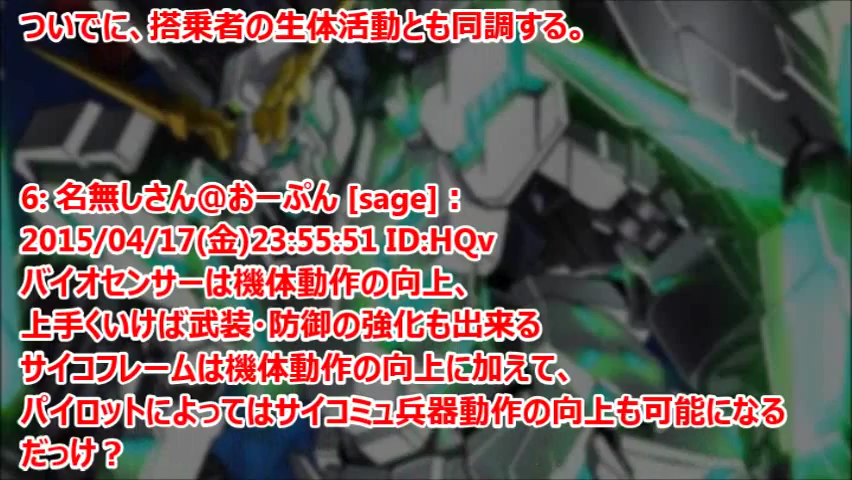 ついでに、搭乗者の生体活動とも同調する。
6: 名無しさん@おーぷん [sage]：
2015/04/17(金)23:55:51 ID:HQv
バイオセンサーは機体動作の向上、
上手くいけば武装・防御の強化も出来る
サイコフレームは機体動作の向上に加えて、
パイロットによってはサイコミュ兵器動作の向上も可能になる
だっけ？